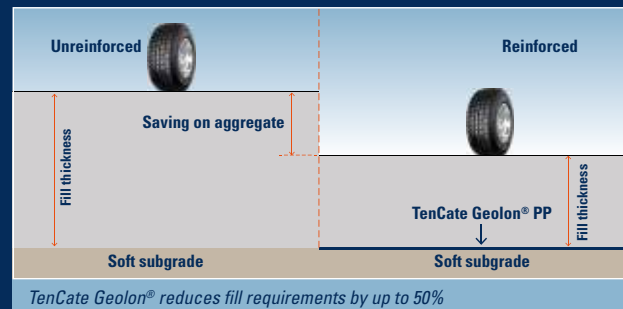 Unreinforced
Reinforced
Saving on aggregate
Fill thickness
TenCate Geolon® PP
Fill thickness
Soft subgrade
Soft subgrade
TenCate Geolon® reduces fill requirements by up to 50%